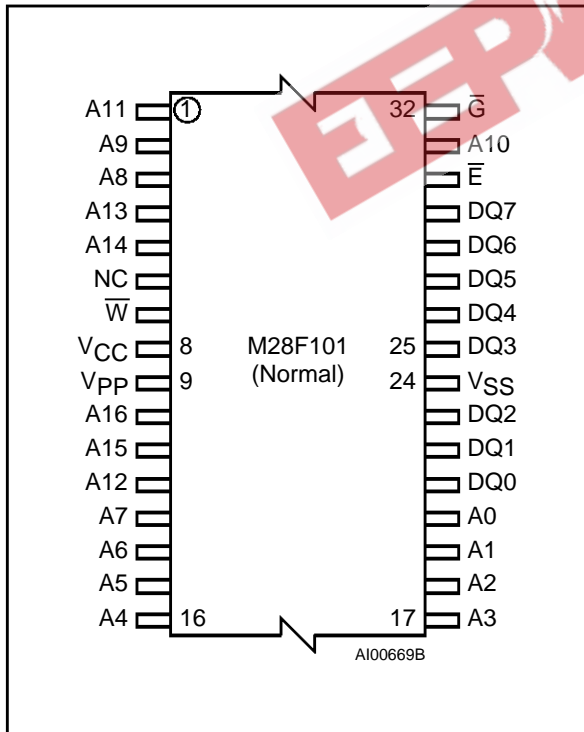 A11 1 32 G̅
A9 A10
A8 E̅
A13 DQ7
A14 DQ6
NC DQ5
W̅ DQ4
VCC 8 M28F101 25 DQ3
VPP 9 (Normal) 24 VSS
A16 DQ2
A15 DQ1
A12 DQ0
A7 A0
A6 A1
A5 A2
A4 16 17 A3
AI00669B